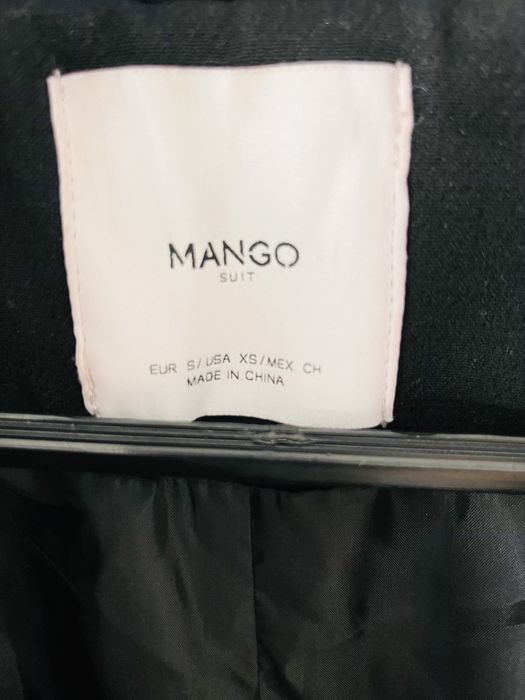 MANGO
SUIT
EUR S/USA XS/MEX CH
MADE IN CHINA